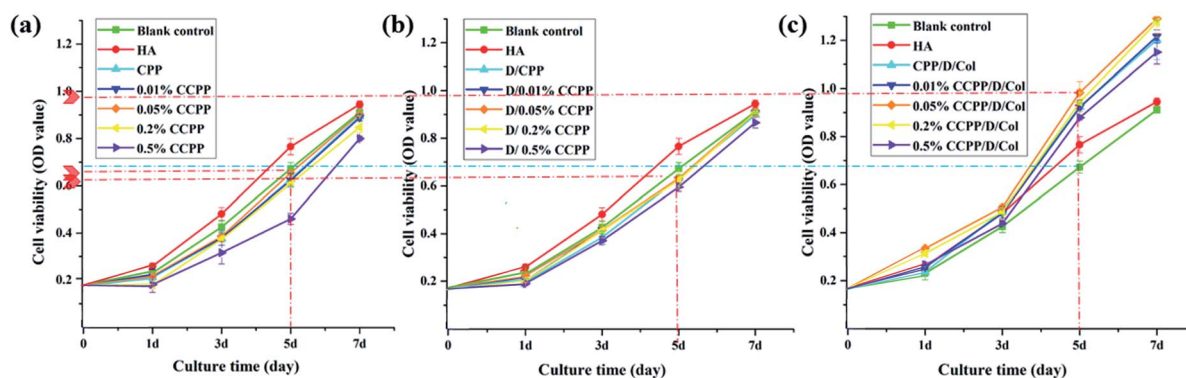 (a)
Cell viability (OD value)
1.2
1.0
0.8
0.6
0.4
0.2
0
1d
3d
5d
7d
Culture time (day)
Blank control
HA
CPP
0.01% CCPP
0.05% CCPP
0.2% CCPP
0.5% CCPP
(b)
Cell viability (OD value)
1.2
1.0
0.8
0.6
0.4
0.2
0
1d
3d
5d
7d
Culture time (day)
Blank control
HA
D/CPP
D/0.01% CCPP
D/0.05% CCPP
D/ 0.2% CCPP
D/ 0.5% CCPP
(c)
Cell viability (OD value)
1.2
1.0
0.8
0.6
0.4
0.2
0
1d
3d
5d
7d
Culture time (day)
Blank control
HA
CPP/D/Col
0.01% CCPP/D/Col
0.05% CCPP/D/Col
0.2% CCPP/D/Col
0.5% CCPP/D/Col